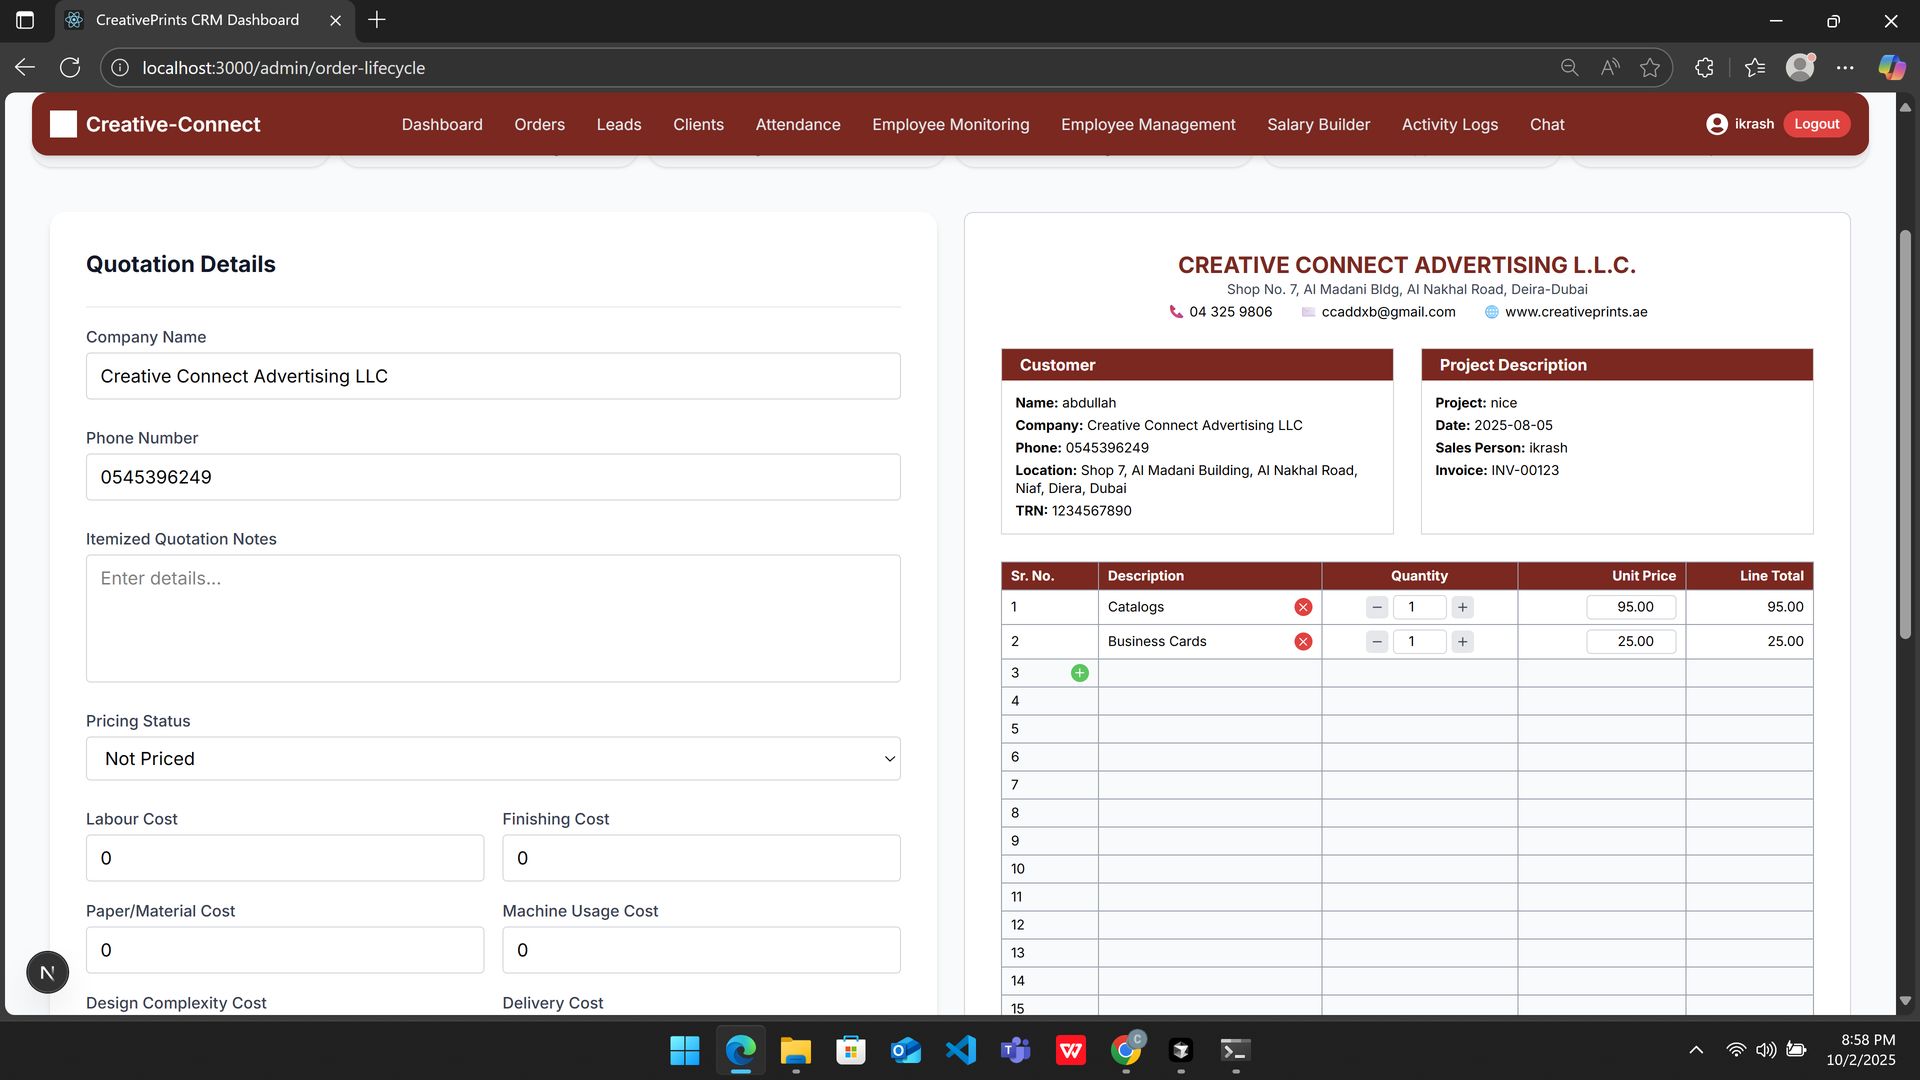 CreativePrints CRM Dashboard
localhost:3000/admin/order-lifecycle
Creative-Connect
Dashboard Orders Leads Clients Attendance Employee Monitoring Employee Management Salary Builder Activity Logs Chat
ikrash Logout
Quotation Details
Company Name
Creative Connect Advertising LLC
Phone Number
0545396249
Itemized Quotation Notes
Enter details...
Pricing Status
Not Priced
Labour Cost Finishing Cost
0 0
Paper/Material Cost Machine Usage Cost
0 0
Design Complexity Cost Delivery Cost
N
CREATIVE CONNECT ADVERTISING L.L.C.
Shop No. 7, Al Madani Bldg, Al Nakhal Road, Deira-Dubai
04 325 9806 ccaddxb@gmail.com www.creativeprints.ae
Customer
Name: abdullah
Company: Creative Connect Advertising LLC
Phone: 0545396249
Location: Shop 7, Al Madani Building, Al Nakhal Road,
Niaf, Diera, Dubai
TRN: 1234567890
Project Description
Project: nice
Date: 2025-08-05
Sales Person: ikrash
Invoice: INV-00123
Sr. No. Description Quantity Unit Price Line Total
1 Catalogs − 1 + 95.00 95.00
2 Business Cards − 1 + 25.00 25.00
3
4
5
6
7
8
9
10
11
12
13
14
15
8:58 PM
10/2/2025